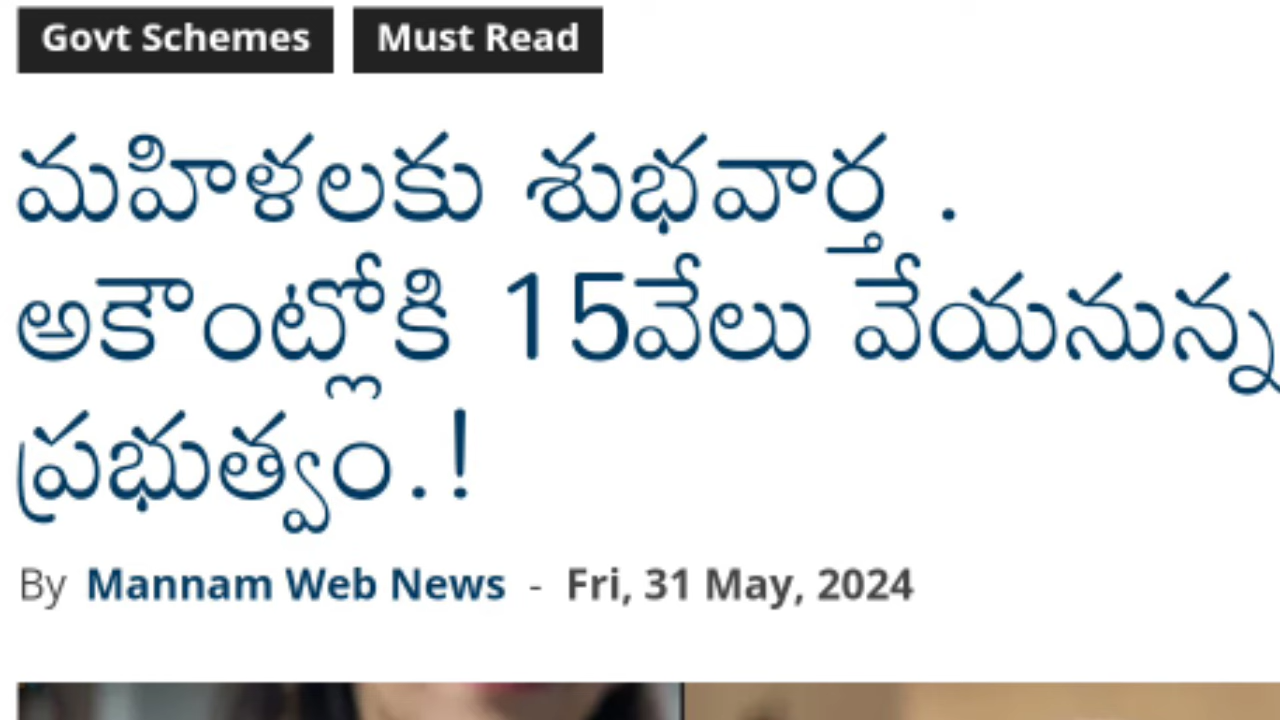 Govt Schemes Must Read
మహిళలకు శుభవార్త .
అకౌంట్లోకి 15వేలు వేయనున్న
ప్రభుత్వం.!
By Mannam Web News - Fri, 31 May, 2024